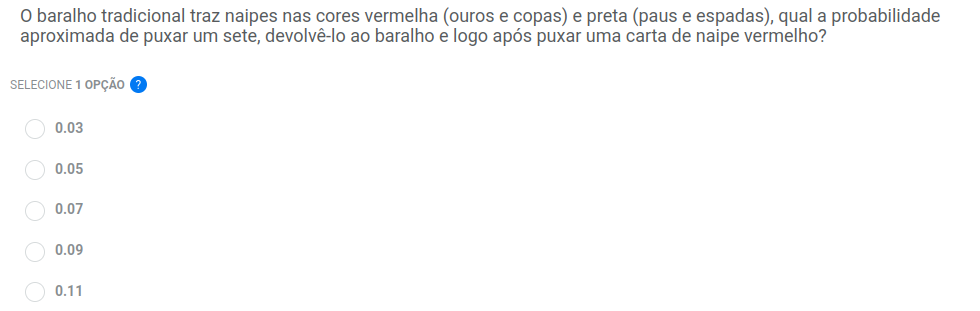 O baralho tradicional traz naipes nas cores vermelha (ouros e copas) e preta (paus e espadas), qual a probabilidade
aproximada de puxar um sete, devolvê-lo ao baralho e logo após puxar uma carta de naipe vermelho?
SELECIONE 1 OPÇÃO ?
0.03
0.05
0.07
0.09
0.11